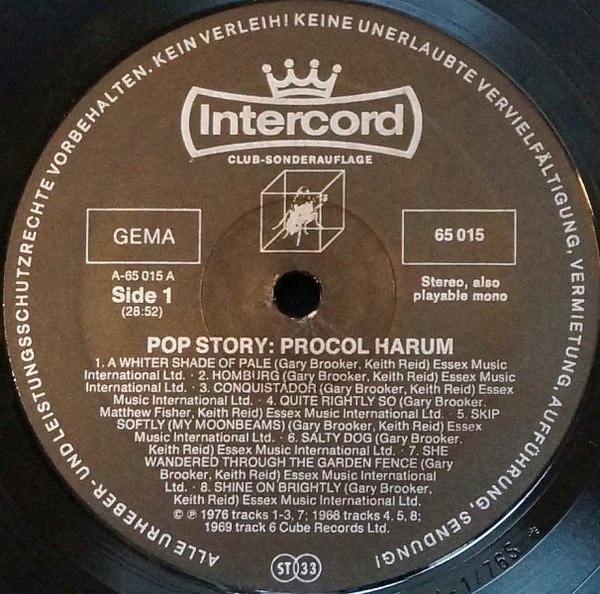 ALLE URHEBER- UND LEISTUNGSSCHUTZRECHTE VORBEHALTEN. KEIN VERLEIH! KEINE UNERLAUBTE VERVIELFÄLTIGUNG, VERMIETUNG, AUFFÜHRUNG, SENDUNG!
Intercord
CLUB-SONDERAUFLAGE
GEMA
65 015
A-65 015 A
Side 1
(28:52)
Stereo, also
playable mono
POP STORY: PROCOL HARUM
1. A WHITER SHADE OF PALE (Gary Brooker, Keith Reid) Essex Music
International Ltd. · 2. HOMBURG (Gary Brooker, Keith Reid) Essex Music
International Ltd. · 3. CONQUISTADOR (Gary Brooker, Keith Reid) Essex
Music International Ltd. · 4. QUITE RIGHTLY SO (Gary Brooker.
Matthew Fisher, Keith Reid) Essex Music International Ltd. · 5. SKIP
SOFTLY (MY MOONBEAMS) (Gary Brooker, Keith Reid) Essex
Music International Ltd. · 6. SALTY DOG (Gary Brooker.
Keith Reid) Essex Music International Ltd. · 7. SHE
WANDERED THROUGH THE GARDEN FENCE (Gary
Brooker, Keith Reid) Essex Music International
Ltd. · 8. SHINE ON BRIGHTLY (Gary Brooker,
Keith Reid) Essex Music International Ltd.
© ℗ 1976 tracks 1-3, 7; 1968 tracks 4, 5, 8;
1969 track 6 Cube Records Ltd.
ST 33